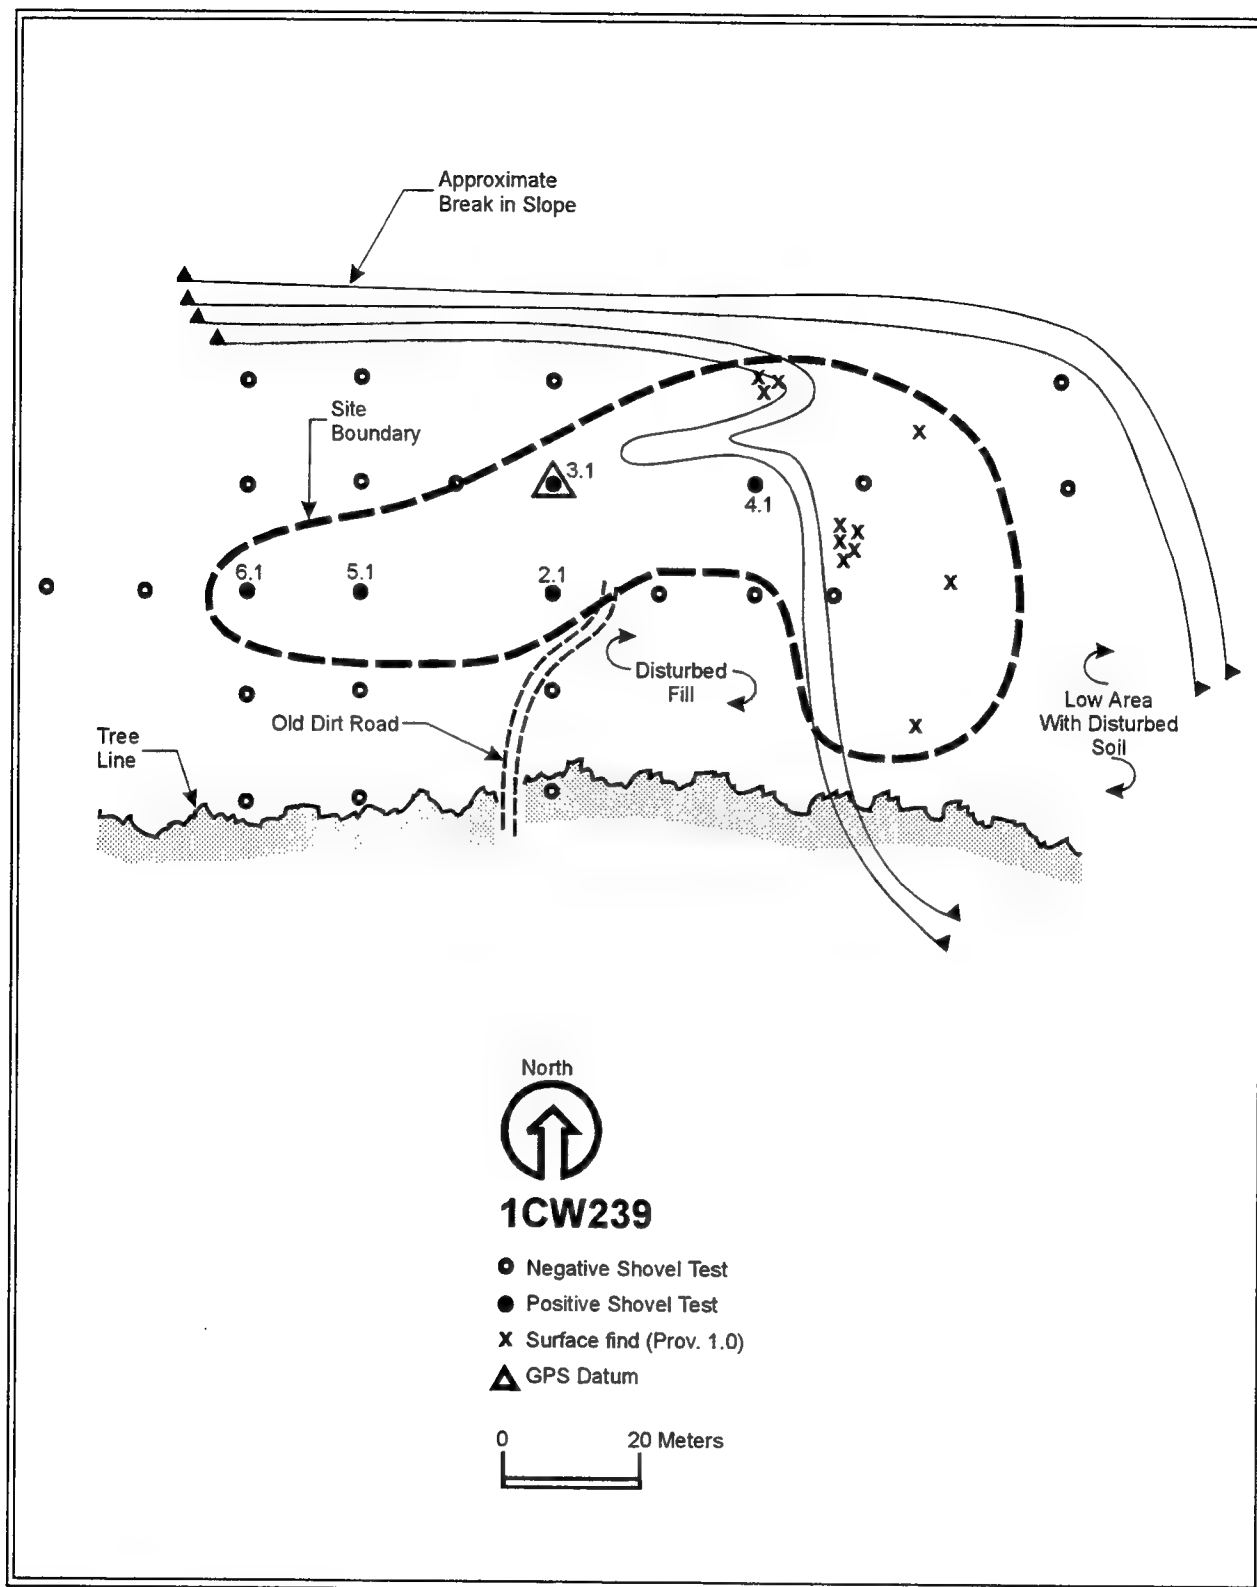 Approximate
Break in Slope
Site
Boundary
3.1
4.1
6.1
5.1
2.1
Disturbed
Fill
Low Area
With Disturbed
Soil
Old Dirt Road
Tree
Line
North
1CW239
Negative Shovel Test
Positive Shovel Test
X Surface find (Prov. 1.0)
GPS Datum
0
20 Meters